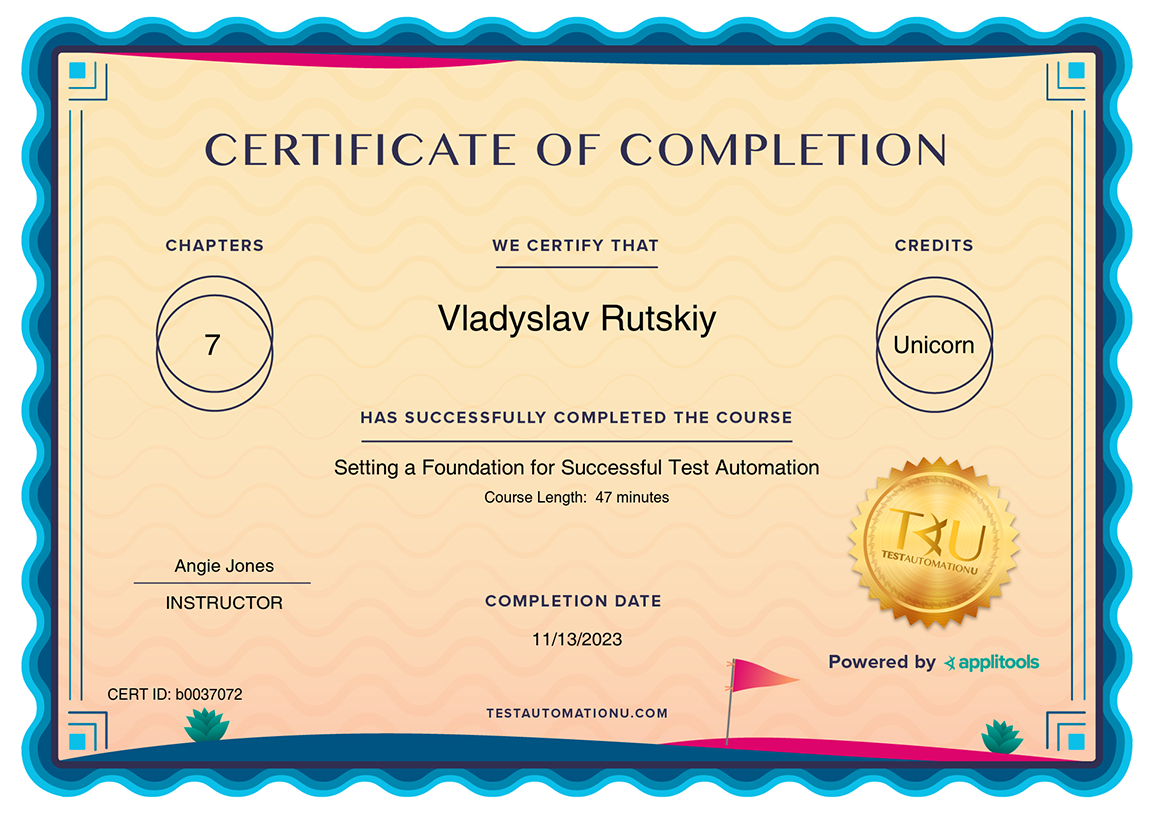 CERTIFICATE OF COMPLETION
CHAPTERS
7
WE CERTIFY THAT
Vladyslav Rutskiy
CREDITS
Unicorn
HAS SUCCESSFULLY COMPLETED THE COURSE
Setting a Foundation for Successful Test Automation
Course Length: 47 minutes
TAU
TESTAUTOMATIONU
Angie Jones
INSTRUCTOR
COMPLETION DATE
11/13/2023
Powered by applitools
CERT ID: b0037072
TESTAUTOMATIONU.COM